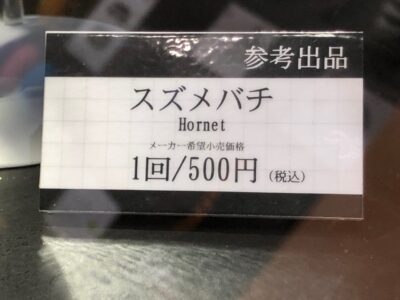 参考出品
スズメバチ
Hornet
メーカー希望小売価格
1回/500円 (税込)